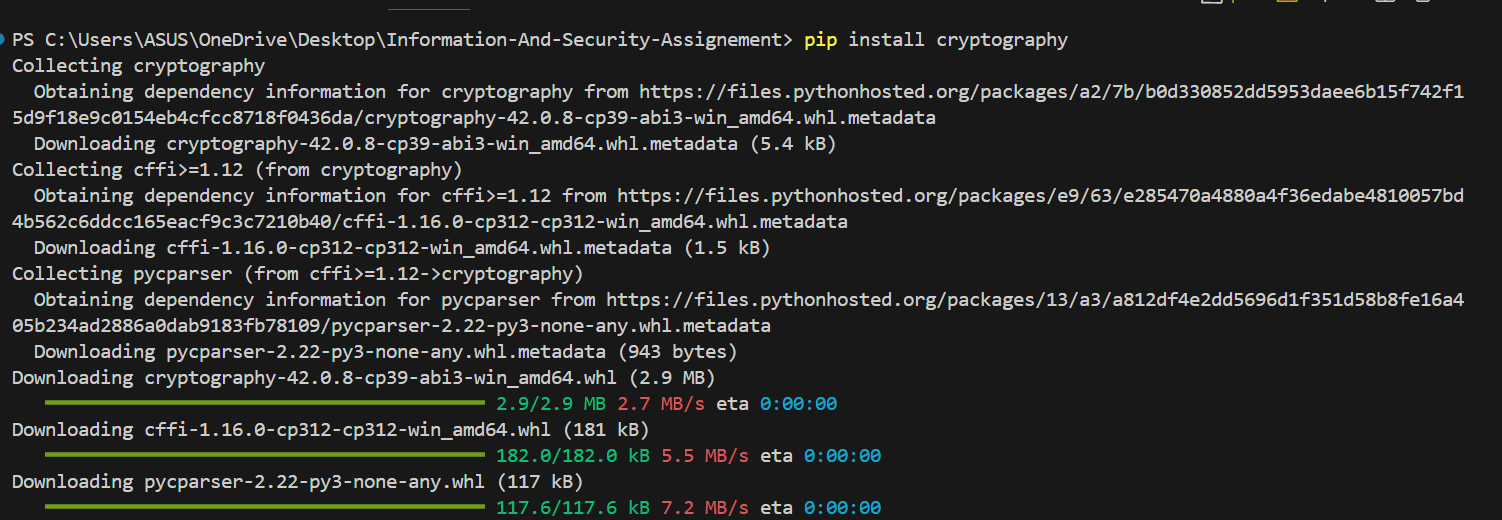 PS C:\Users\ASUS\OneDrive\Desktop\Information-And-Security-Assignement> pip install cryptography
Collecting cryptography
  Obtaining dependency information for cryptography from https://files.pythonhosted.org/packages/a2/7b/b0d330852dd5953daee6b15f742f1
5d9f18e9c0154eb4cfcc8718f0436da/cryptography-42.0.8-cp39-abi3-win_amd64.whl.metadata
  Downloading cryptography-42.0.8-cp39-abi3-win_amd64.whl.metadata (5.4 kB)
Collecting cffi>=1.12 (from cryptography)
  Obtaining dependency information for cffi>=1.12 from https://files.pythonhosted.org/packages/e9/63/e285470a4880a4f36edabe4810057bd
4b562c6ddcc165eacf9c3c7210b40/cffi-1.16.0-cp312-cp312-win_amd64.whl.metadata
  Downloading cffi-1.16.0-cp312-cp312-win_amd64.whl.metadata (1.5 kB)
Collecting pycparser (from cffi>=1.12->cryptography)
  Obtaining dependency information for pycparser from https://files.pythonhosted.org/packages/13/a3/a812df4e2dd5696d1f351d58b8fe16a4
05b234ad2886a0dab9183fb78109/pycparser-2.22-py3-none-any.whl.metadata
  Downloading pycparser-2.22-py3-none-any.whl.metadata (943 bytes)
Downloading cryptography-42.0.8-cp39-abi3-win_amd64.whl (2.9 MB)
2.9/2.9 MB 2.7 MB/s eta 0:00:00
Downloading cffi-1.16.0-cp312-cp312-win_amd64.whl (181 kB)
182.0/182.0 kB 5.5 MB/s eta 0:00:00
Downloading pycparser-2.22-py3-none-any.whl (117 kB)
117.6/117.6 kB 7.2 MB/s eta 0:00:00